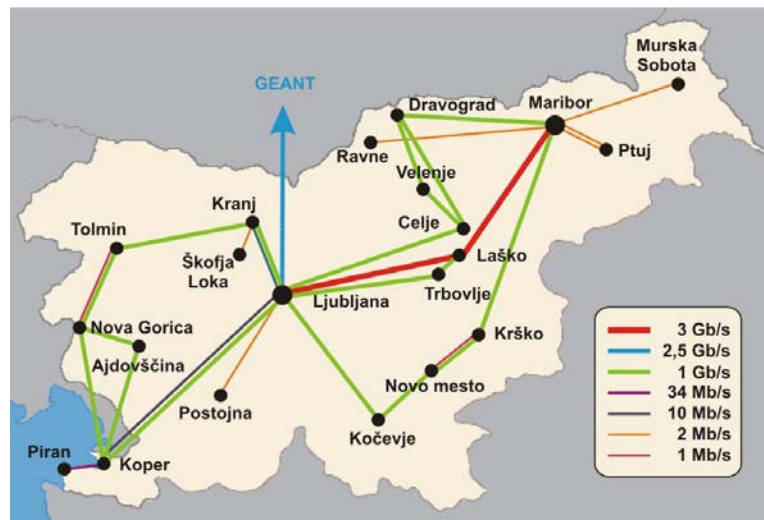 Murska
Sobota
GEANT
Dravograd
Maribor
Ravne
Ptuj
Velenje
Kranj
Tolmin
Celje
Škofja
Loka
Laško
Ljubljana
Trbovlje
Nova Gorica
Ajdovščina
Krško
Novo mesto
Postojna
Kočevje
Piran
Koper
3 Gb/s
2,5 Gb/s
1 Gb/s
34 Mb/s
10 Mb/s
2 Mb/s
1 Mb/s